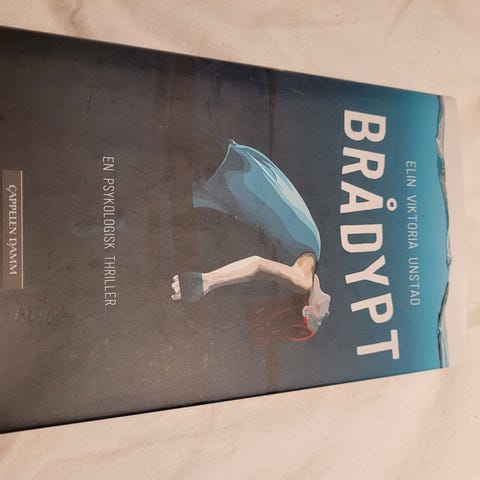 ELIN VIKTORIA UNSTAD
BRÅDYPT
EN PSYKOLOGISK THRILLER
CAPPELEN DAMM